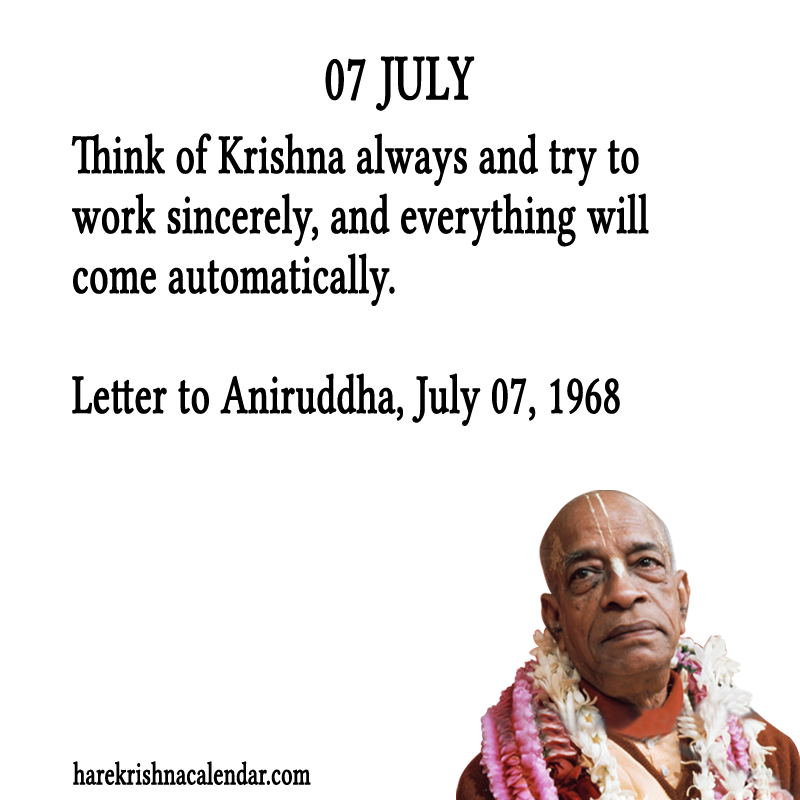 07 JULY
Think of Krishna always and try to
work sincerely, and everything will
come automatically.
Letter to Aniruddha, July 07, 1968
harekrishnacalendar.com